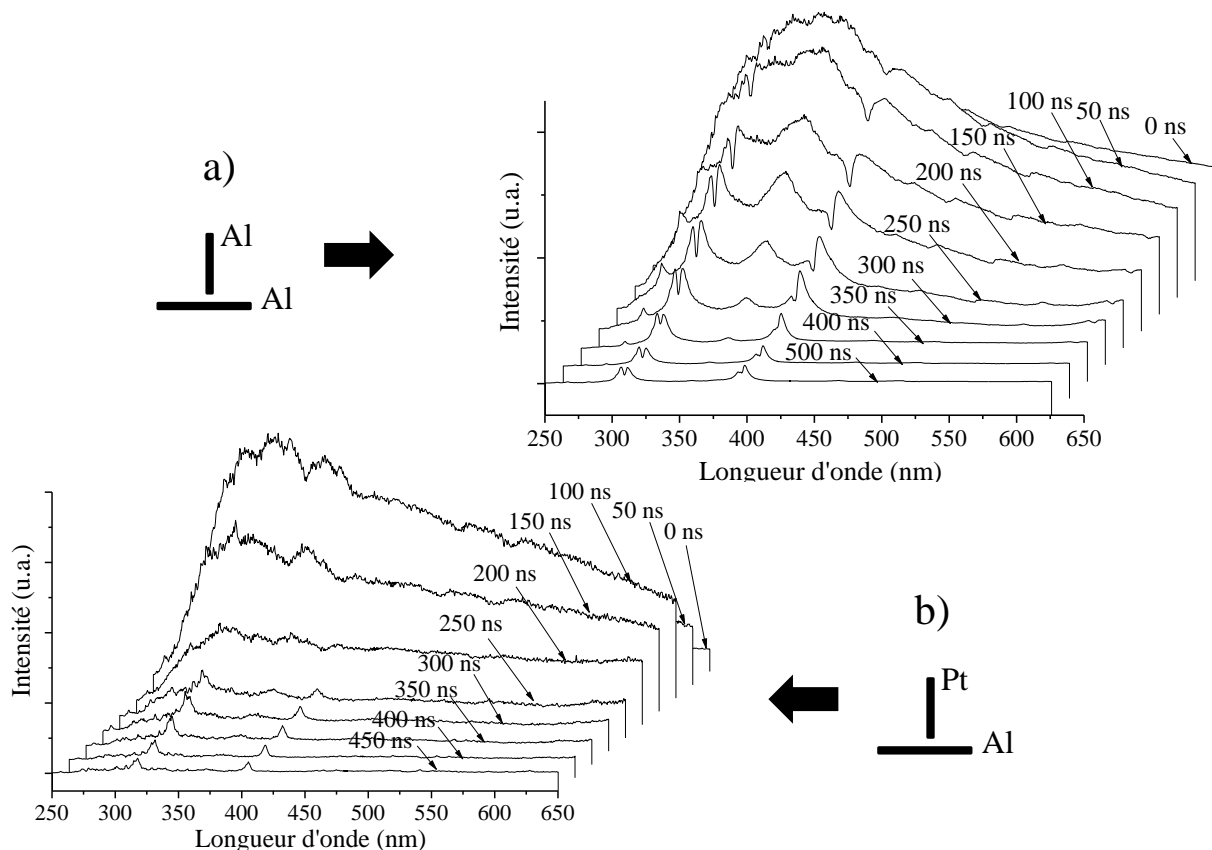 a)
Al
Al
Intensité (u.a.)
0 ns
50 ns
100 ns
150 ns
200 ns
250 ns
300 ns
350 ns
400 ns
500 ns
250 300 350 400 450 500 550 600 650
Longueur d'onde (nm)
Intensité (u.a.)
0 ns
50 ns
100 ns
150 ns
200 ns
250 ns
300 ns
350 ns
400 ns
450 ns
250 300 350 400 450 500 550 600 650
Longueur d'onde (nm)
b)
Pt
Al